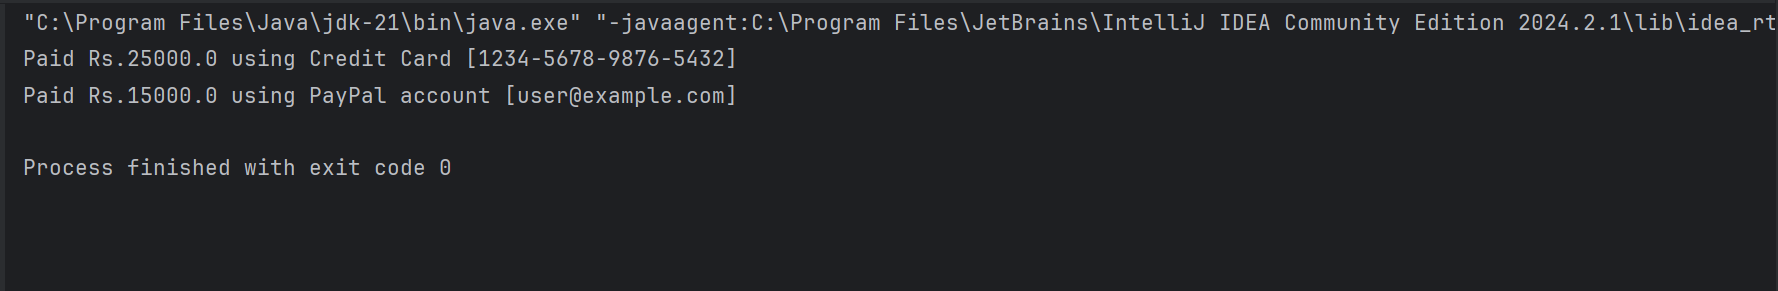 "C:\Program Files\Java\jdk-21\bin\java.exe" "-javaagent:C:\Program Files\JetBrains\IntelliJ IDEA Community Edition 2024.2.1\lib\idea_rt
Paid Rs.25000.0 using Credit Card [1234-5678-9876-5432]
Paid Rs.15000.0 using PayPal account [user@example.com]
Process finished with exit code 0